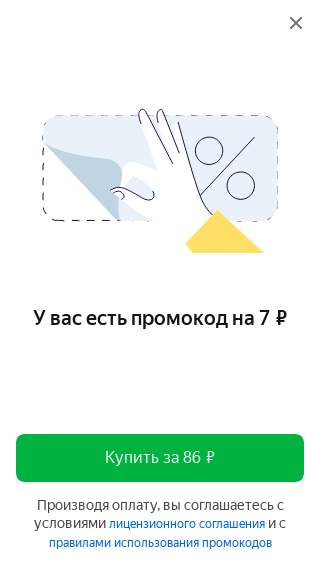 У вас есть промокод на 7 ₽
Купить за 86 ₽
Производя оплату, вы соглашаетесь с
условиями лицензионного соглашения и с
правилами использования промокодов